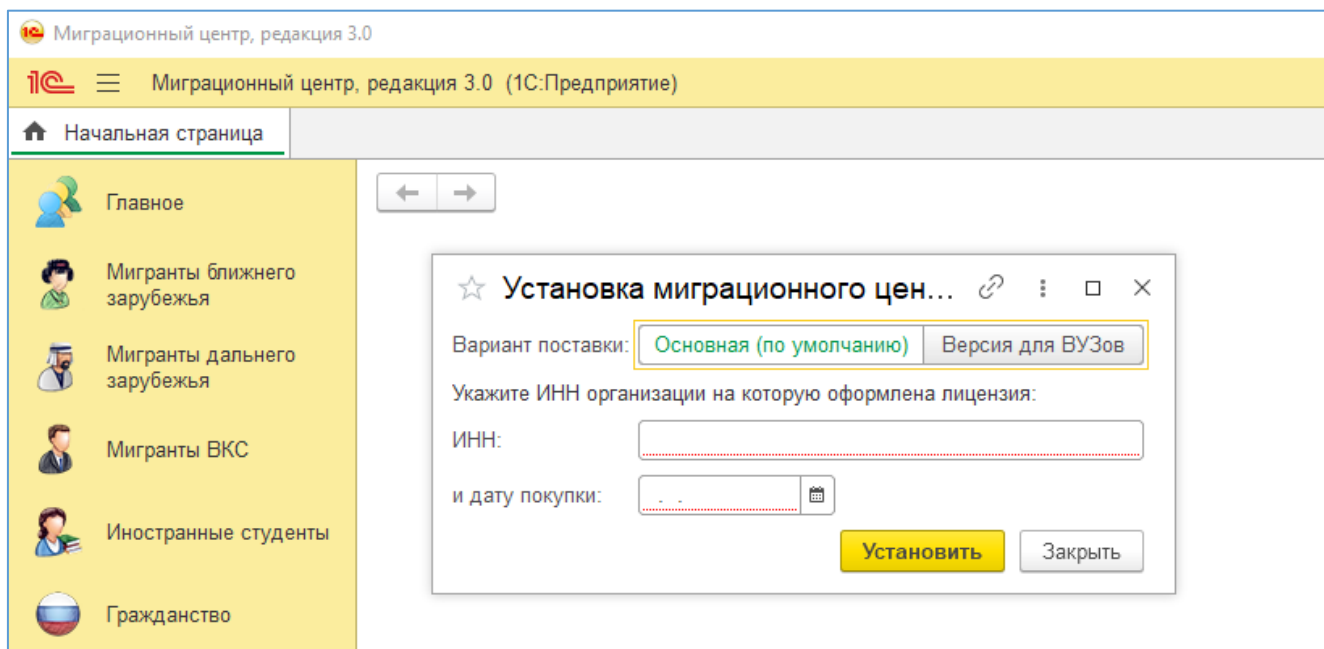 Миграционный центр, редакция 3.0
Миграционный центр, редакция 3.0 (1С:Предприятие)
Начальная страница
Главное
Мигранты ближнего
зарубежья
Мигранты дальнего
зарубежья
Мигранты ВКС
Иностранные студенты
Гражданство
Установка миграционного цен...
Вариант поставки: Основная (по умолчанию) Версия для ВУЗов
Укажите ИНН организации на которую оформлена лицензия:
ИНН:
и дату покупки: . .
Установить Закрыть